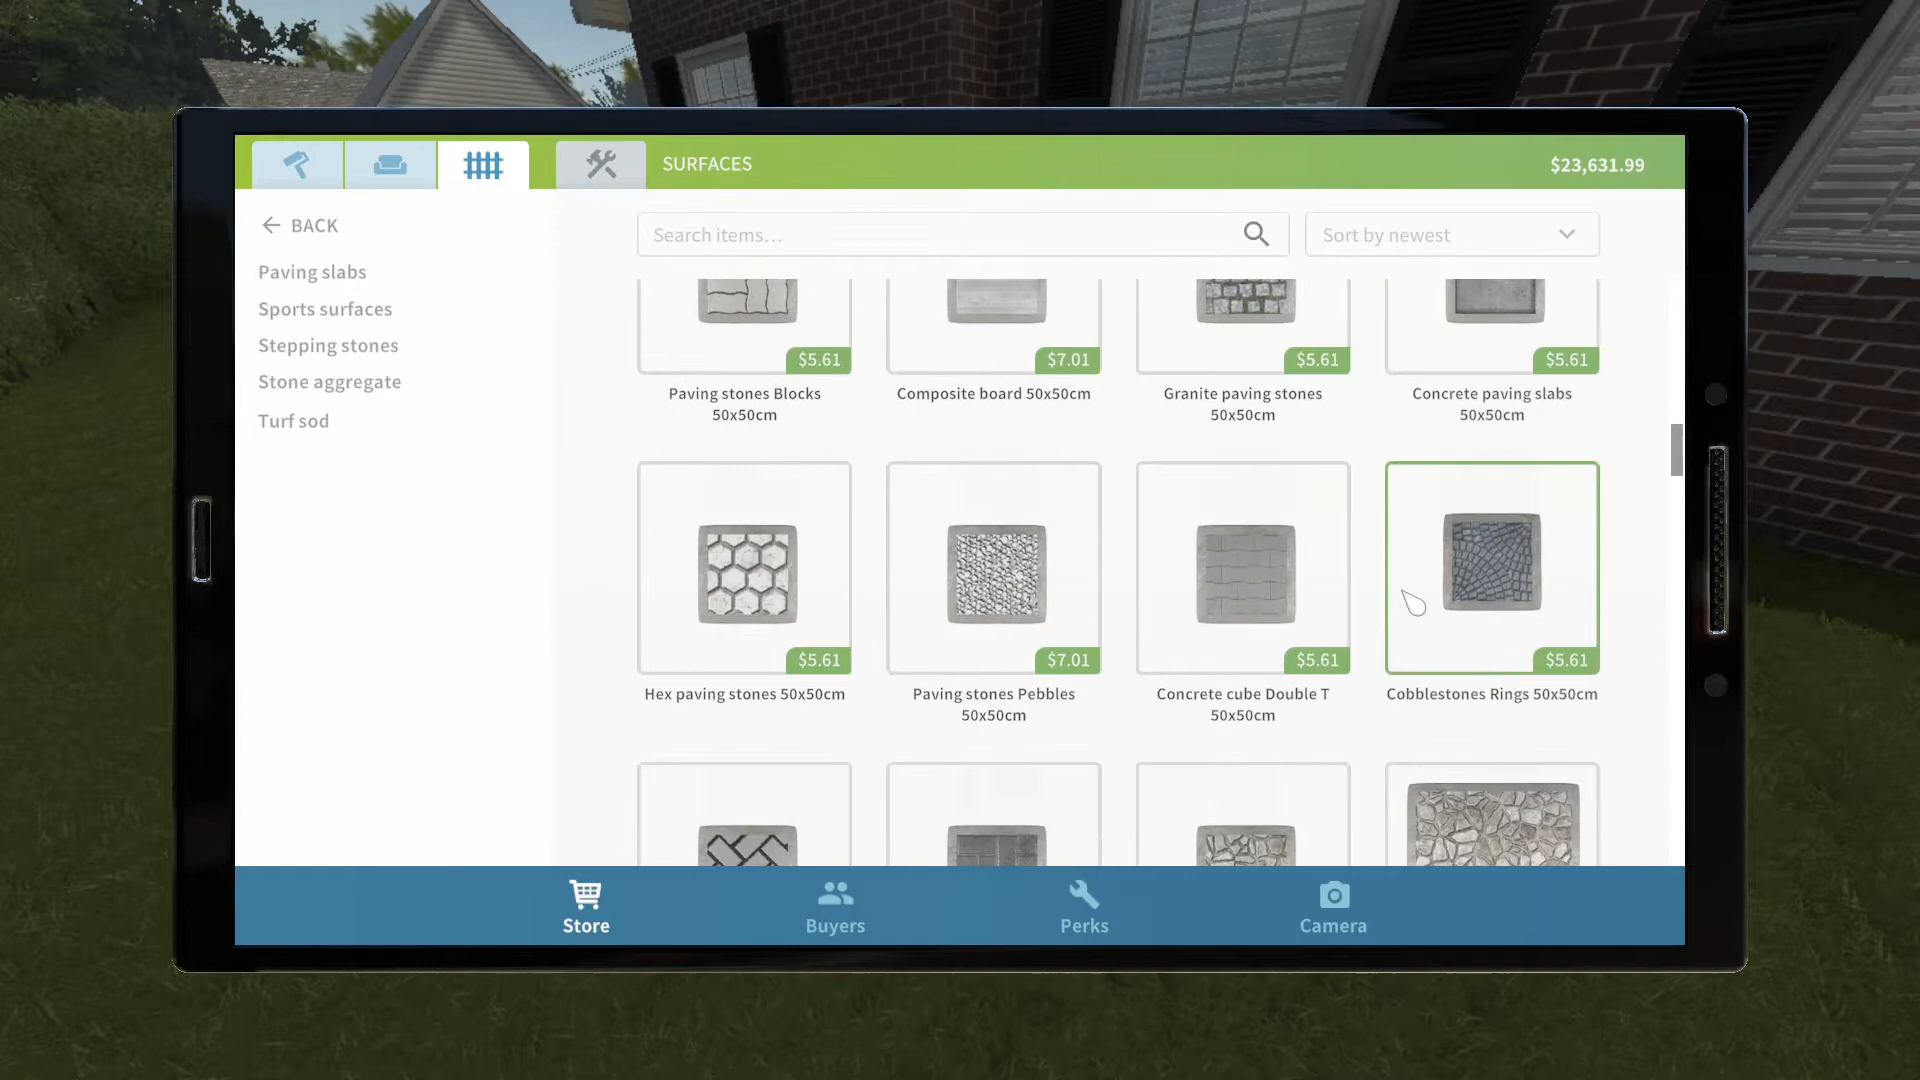 SURFACES
$23,631.99
BACK
Search items...
Sort by newest
Paving slabs
Sports surfaces
Stepping stones
Stone aggregate
Turf sod
$5.61
$7.01
$5.61
$5.61
Paving stones Blocks
50x50cm
Composite board 50x50cm
Granite paving stones
50x50cm
Concrete paving slabs
50x50cm
$5.61
$7.01
$5.61
$5.61
Hex paving stones 50x50cm
Paving stones Pebbles
50x50cm
Concrete cube Double T
50x50cm
Cobblestones Rings 50x50cm
Store
Buyers
Perks
Camera